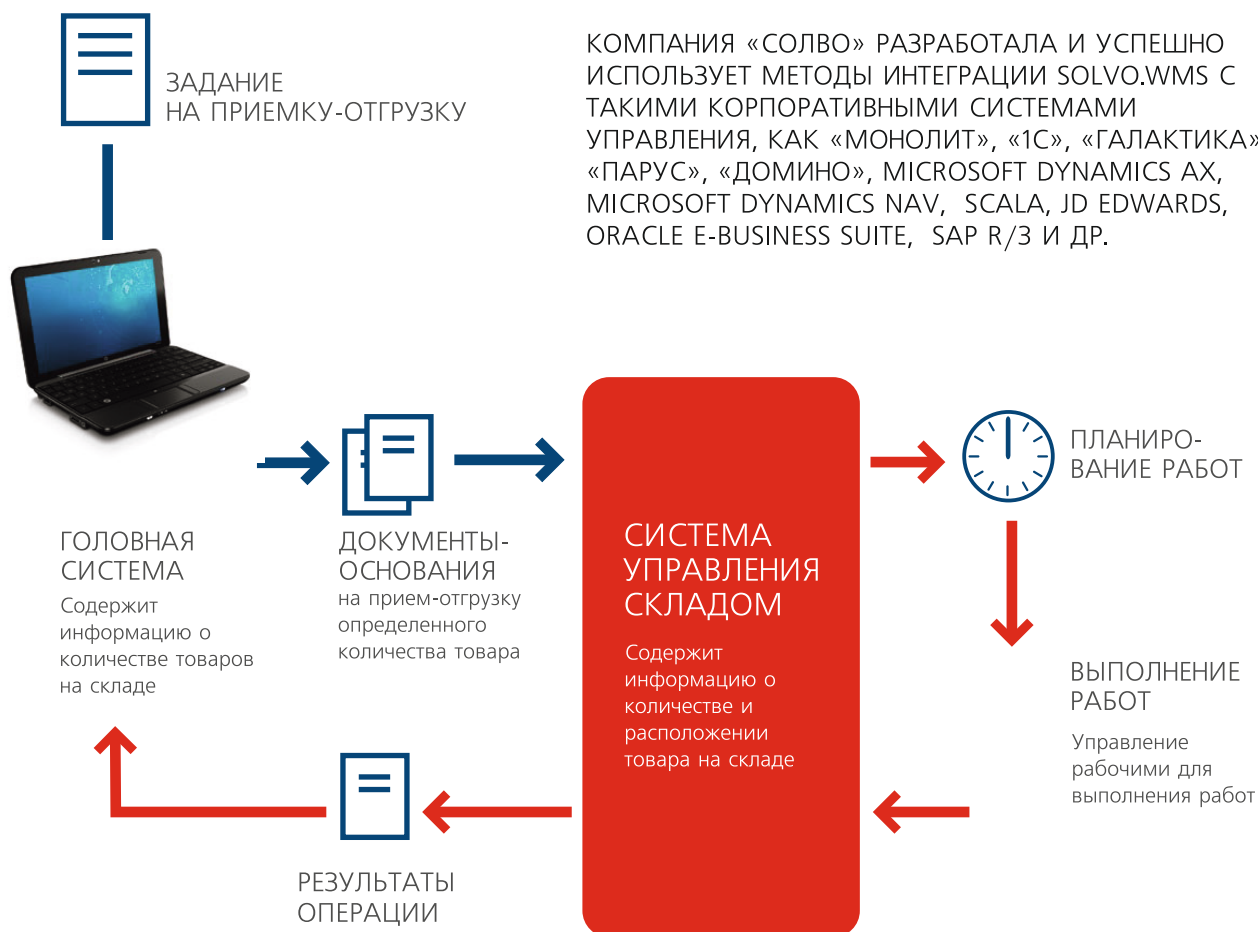 ЗАДАНИЕ
НА ПРИЕМКУ-ОТГРУЗКУ
КОМПАНИЯ «СОЛВО» РАЗРАБОТАЛА И УСПЕШНО
ИСПОЛЬЗУЕТ МЕТОДЫ ИНТЕГРАЦИИ SOLVO.WMS С
ТАКИМИ КОРПОРАТИВНЫМИ СИСТЕМАМИ
УПРАВЛЕНИЯ, КАК «МОНОЛИТ», «1С», «ГАЛАКТИКА»
«ПАРУС», «ДОМИНО», MICROSOFT DYNAMICS AX,
MICROSOFT DYNAMICS NAV, SCALA, JD EDWARDS,
ORACLE E-BUSINESS SUITE, SAP R/3 И ДР.
ГОЛОВНАЯ
СИСТЕМА
Содержит
информацию о
количестве товаров
на складе
ДОКУМЕНТЫ-
ОСНОВАНИЯ
на прием-отгрузку
определенного
количества товара
СИСТЕМА
УПРАВЛЕНИЯ
СКЛАДОМ
Содержит
информацию о
количестве и
расположении
товара на складе
ПЛАНИРО-
ВАНИЕ РАБОТ
ВЫПОЛНЕНИЕ
РАБОТ
Управление
рабочими для
выполнения работ
РЕЗУЛЬТАТЫ
ОПЕРАЦИИ